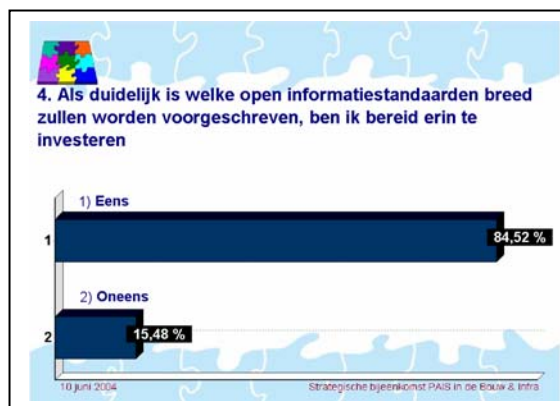 4. Als duidelijk is welke open informatiestandaarden breed
zullen worden voorgeschreven, ben ik bereid erin te
investeren
1) Eens
1
84,52 %
2) Oneens
2
15,48 %
10 juni 2004
Strategische bijeenkomst PAIS in de Bouw & Infra